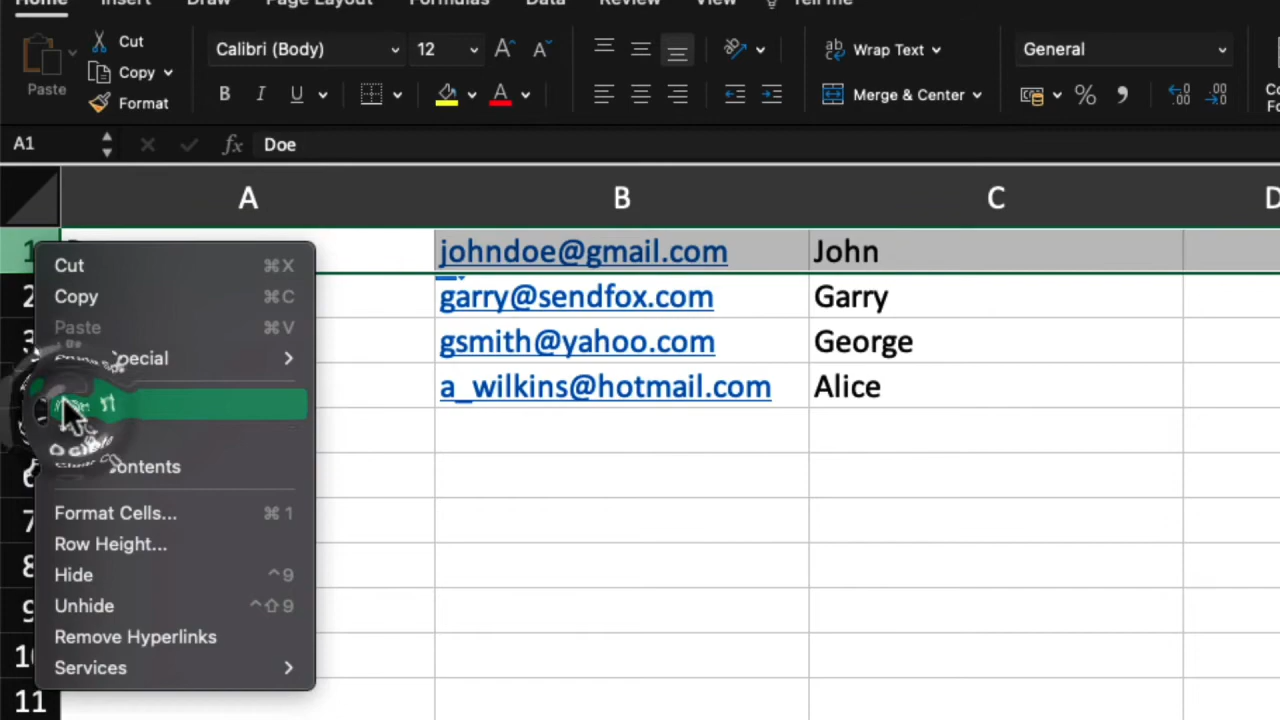 Home Insert Draw Page Layout Formulas Data Review View Tell me
Cut
Calibri (Body) 12
Wrap Text
General
Copy
Paste
Format
B I U
Merge & Center
A1 fx Doe
A B C D
1 johndoe@gmail.com John
2 garry@sendfox.com Garry
3 gsmith@yahoo.com George
a_wilkins@hotmail.com Alice
6
7
8
9
10
11
Cut ⌘X
Copy ⌘C
Paste ⌘V
Special
Contents
Format Cells... ⌘1
Row Height...
Hide ^9
Unhide ^⇧9
Remove Hyperlinks
Services